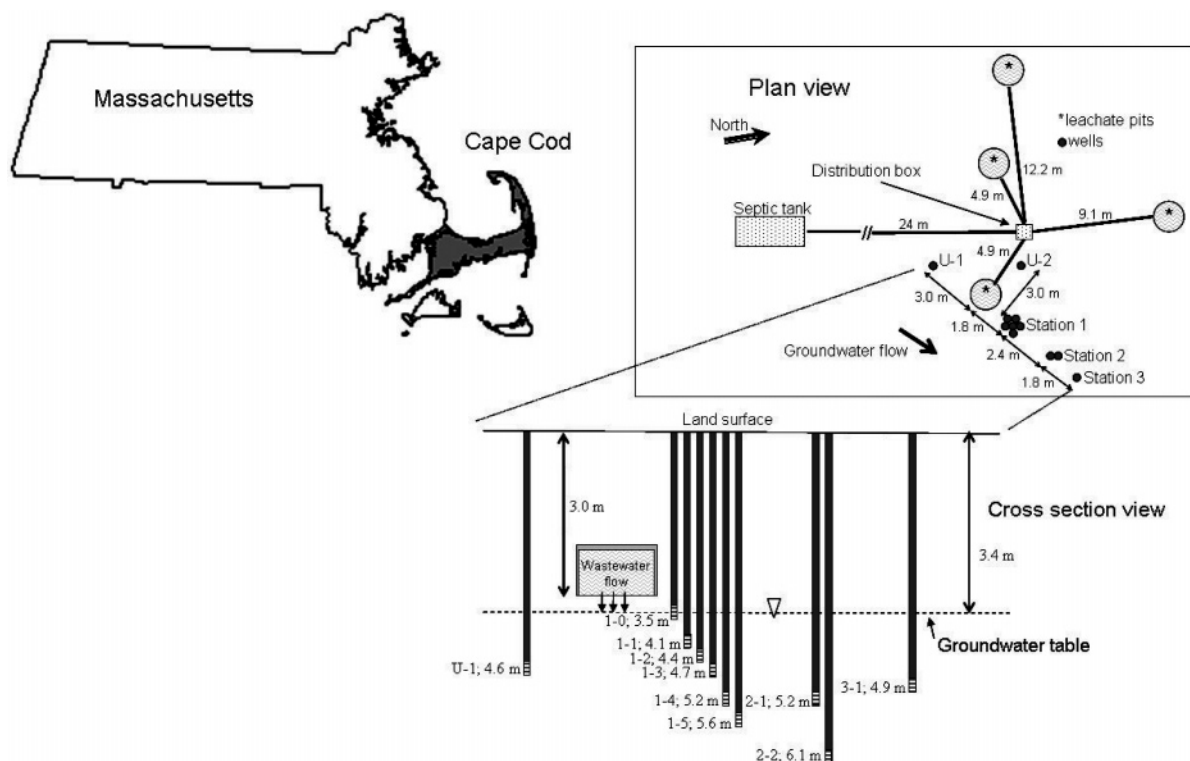 Massachusetts
Cape Cod
Plan view
North
*leachate pits
wells
*
*
*
*
Distribution box
12.2 m
4.9 m
9.1 m
Septic tank
24 m
4.9 m
U-1
U-2
3.0 m
3.0 m
1.8 m
Station 1
Groundwater flow
2.4 m
Station 2
1.8 m
Station 3
Land surface
3.0 m
Cross section view
3.4 m
Wastewater
flow
1-0; 3.5 m
Groundwater table
1-1; 4.1 m
1-2; 4.4 m
U-1; 4.6 m
1-3; 4.7 m
3-1; 4.9 m
1-4; 5.2 m
2-1; 5.2 m
1-5; 5.6 m
2-2; 6.1 m